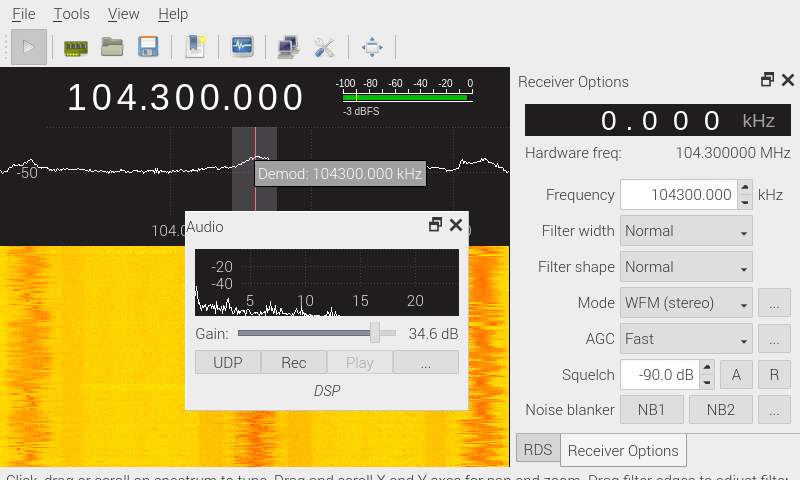 File Tools View Help
104.300.000
-100 -80 -60 -40 -20 0
-3 dBFS
-50
Demod: 104300.000 kHz
104.0
Audio
-20
-40
5 10 15 20
Gain: 34.6 dB
UDP Rec Play ...
DSP
Receiver Options
0.000 kHz
Hardware freq: 104.300000 MHz
Frequency 104300.000 kHz
Filter width Normal
Filter shape Normal
Mode WFM (stereo) ...
AGC Fast ...
Squelch -90.0 dB A R
Noise blanker NB1 NB2 ...
RDS Receiver Options
Click, drag or scroll on spectrum to tune. Drag and scroll X and Y axes for pan and zoom. Drag filter edges to adjust filter.